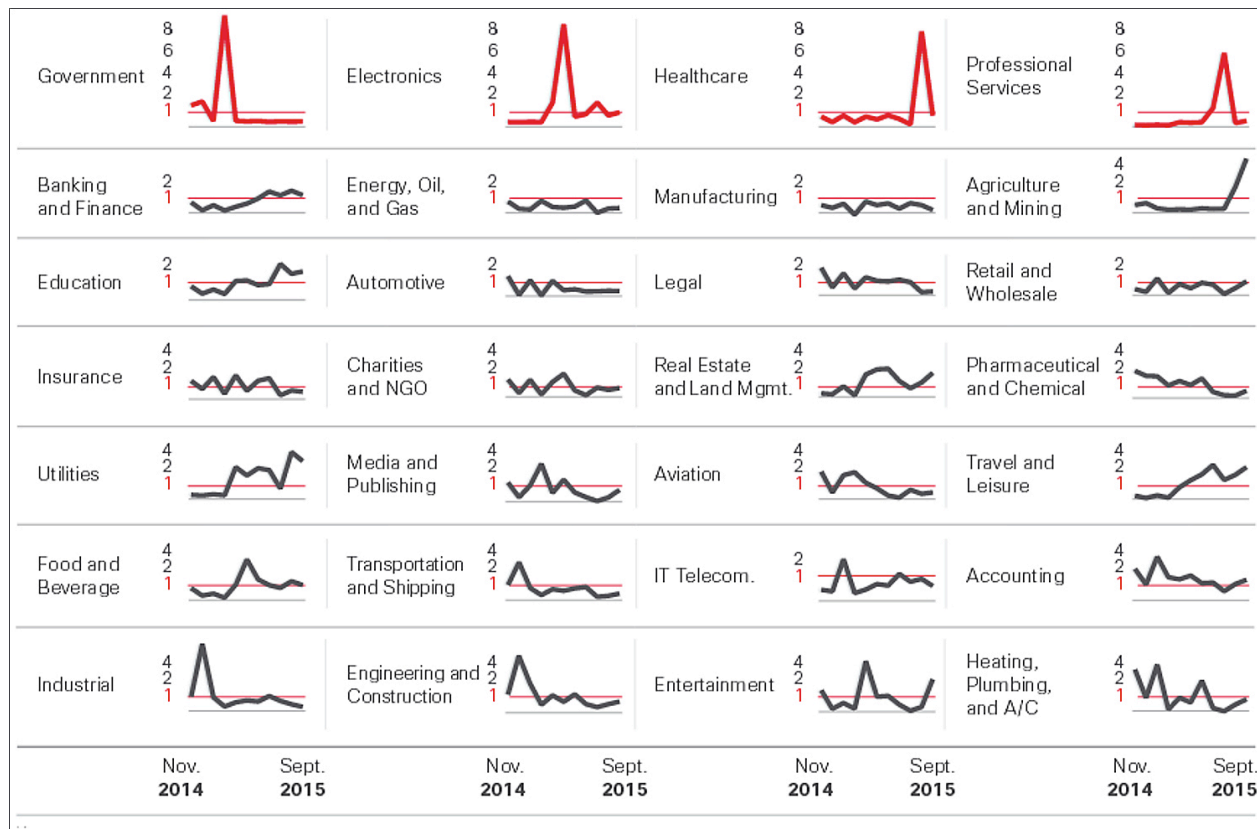 Government
8
6
4
2
1
Electronics
8
6
4
2
1
Healthcare
8
6
4
2
1
Professional
Services
8
6
4
2
1
Banking
and Finance
2
1
Energy, Oil,
and Gas
2
1
Manufacturing
2
1
Agriculture
and Mining
4
2
1
Education
2
1
Automotive
2
1
Legal
2
1
Retail and
Wholesale
2
1
Insurance
4
2
1
Charities
and NGO
4
2
1
Real Estate
and Land Mgmt.
4
2
1
Pharmaceutical
and Chemical
4
2
1
Utilities
4
2
1
Media and
Publishing
4
2
1
Aviation
4
2
1
Travel and
Leisure
4
2
1
Food and
Beverage
4
2
1
Transportation
and Shipping
4
2
1
IT Telecom.
2
1
Accounting
4
2
1
Industrial
4
2
1
Engineering and
Construction
4
2
1
Entertainment
4
2
1
Heating,
Plumbing,
and A/C
4
2
1
Nov. Sept. Nov. Sept. Nov. Sept. Nov. Sept.
2014 2015 2014 2015 2014 2015 2014 2015